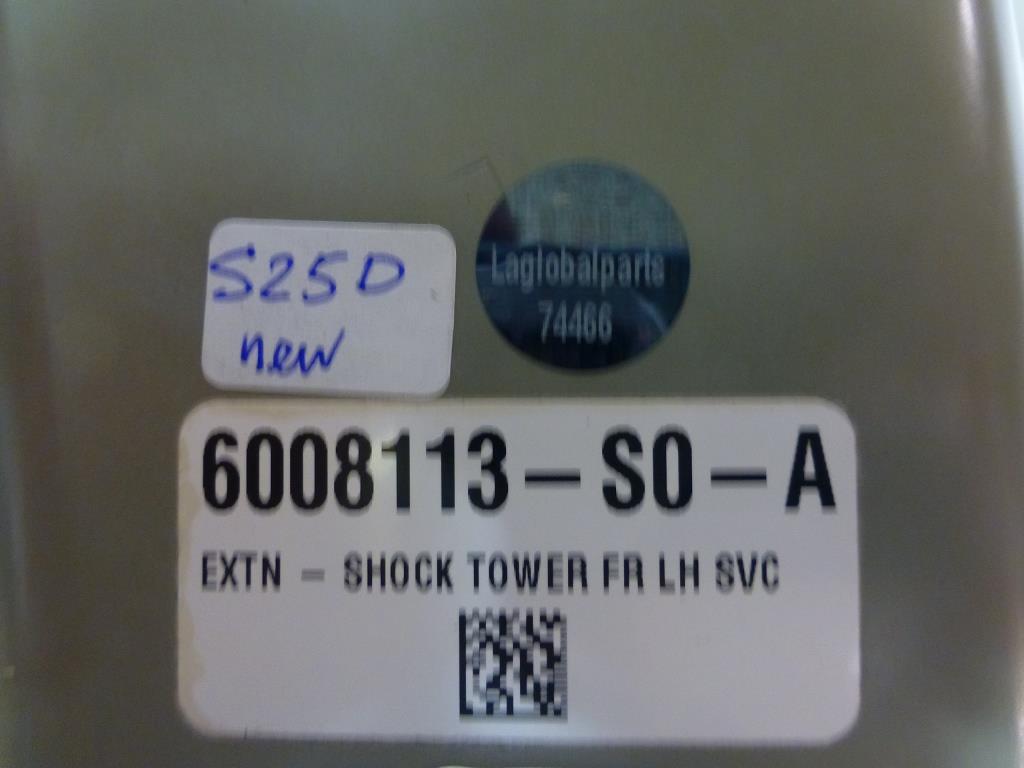 S25D
new
Laglobalparts
74466
6008113-S0-A
EXTN - SHOCK TOWER FR LH SVC